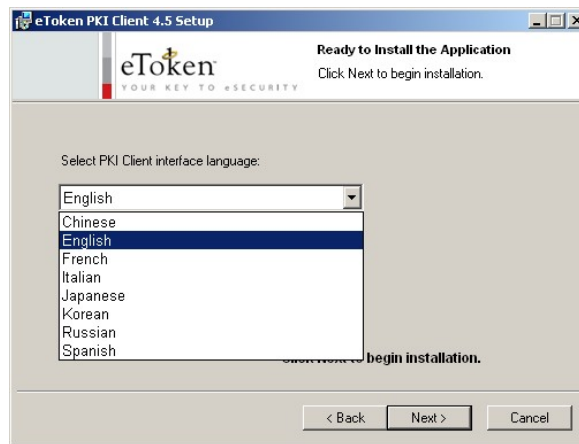 eToken PKI Client 4.5 Setup
eToken
YOUR KEY TO eSECURITY
Ready to Install the Application
Click Next to begin installation.
Select PKI Client interface language:
English
Chinese
English
French
Italian
Japanese
Korean
Russian
Spanish
to begin installation.
< Back
Next >
Cancel